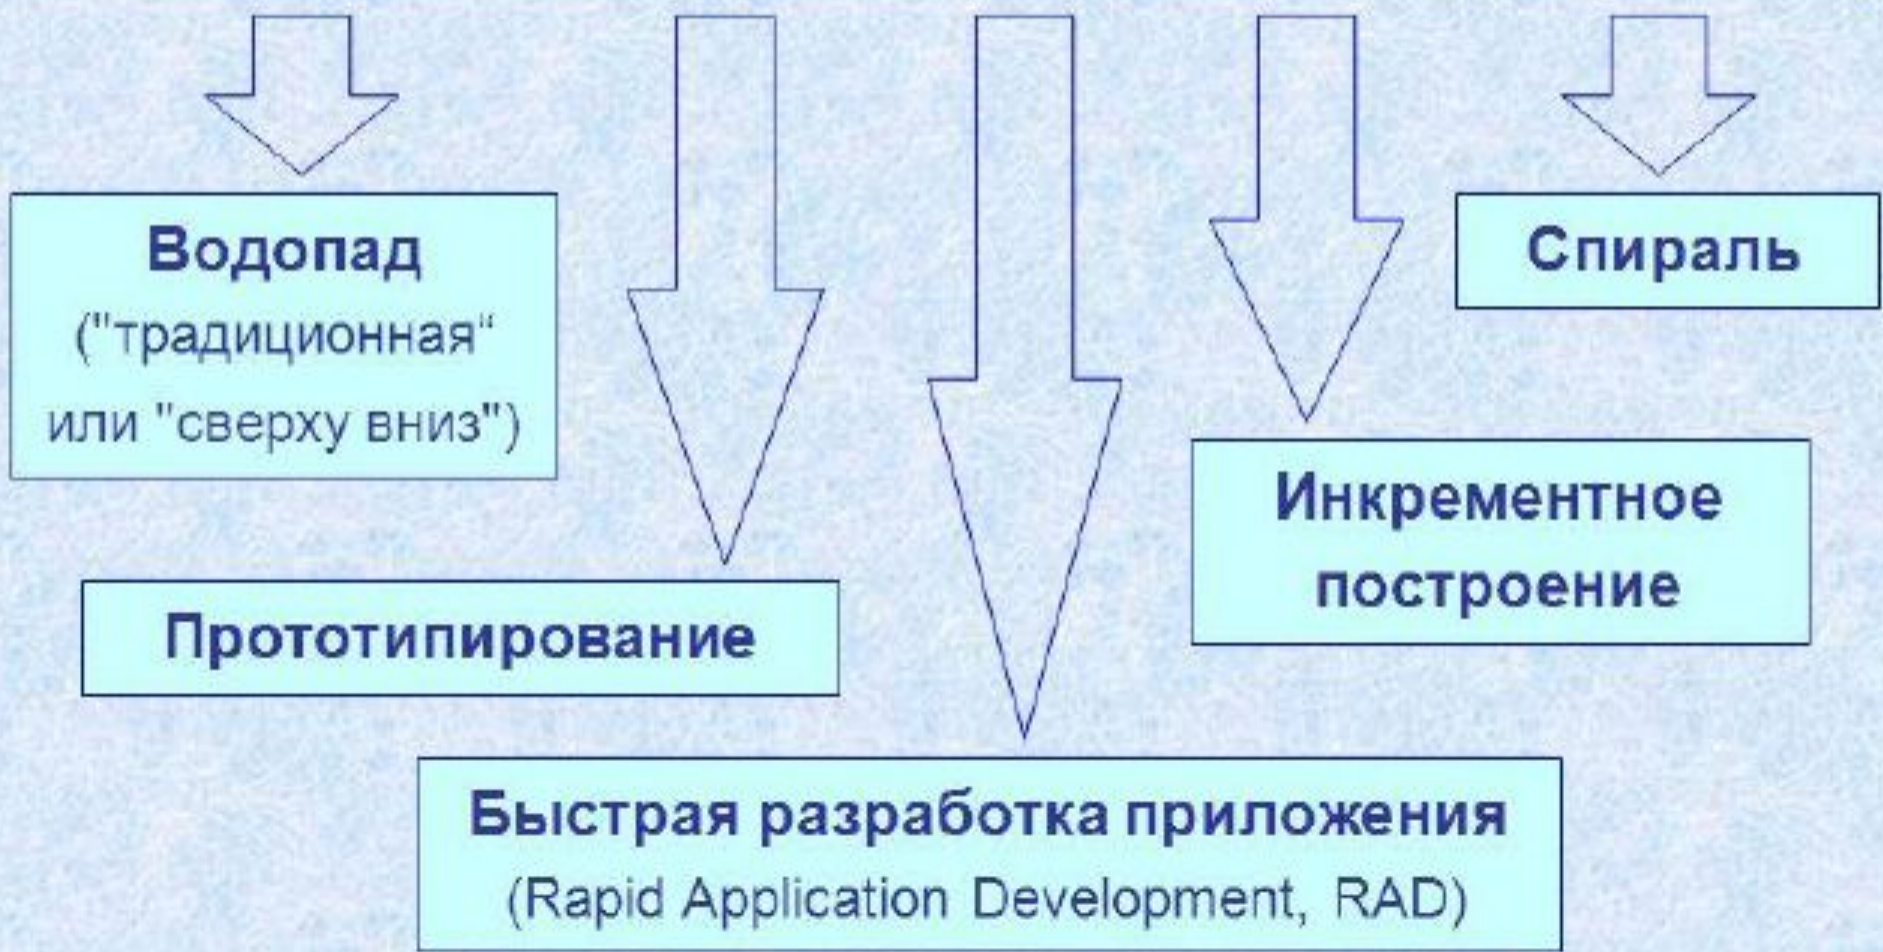 Водопад
("традиционная“
или "сверху вниз")
Спираль
Инкрементное
построение
Прототипирование
Быстрая разработка приложения
(Rapid Application Development, RAD)